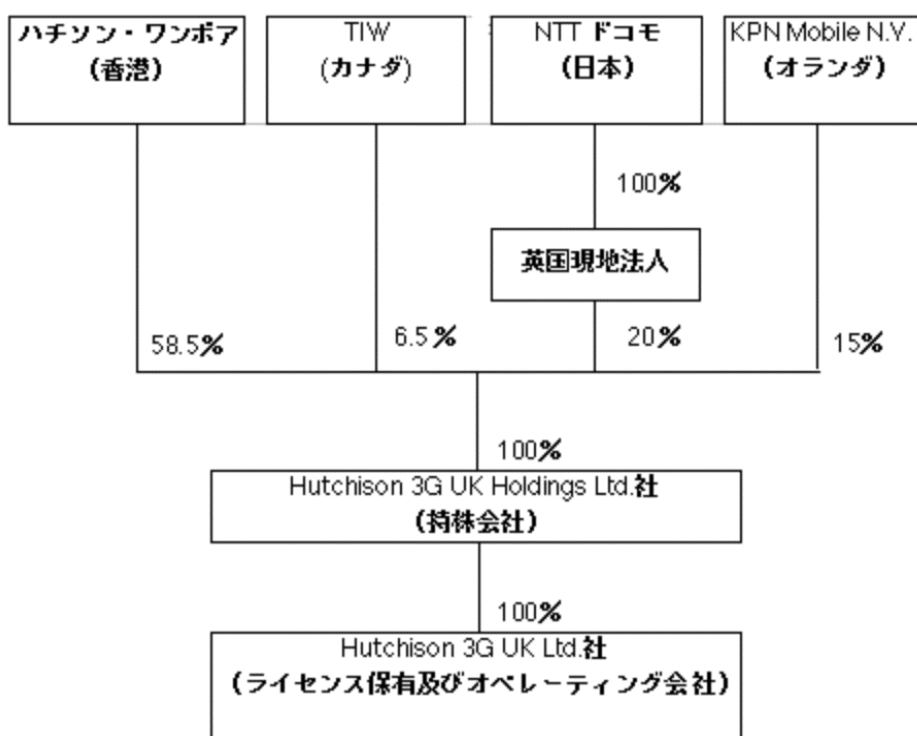 ハチソン・ワンポア
(香港)
TIW
(カナダ)
NTT ドコモ
(日本)
KPN Mobile N.V.
(オランダ)
100%
英国現地法人
58.5%
6.5%
20%
15%
100%
Hutchison 3G UK Holdings Ltd.社
(持株会社)
100%
Hutchison 3G UK Ltd.社
(ライセンス保有及びオペレーティング会社)